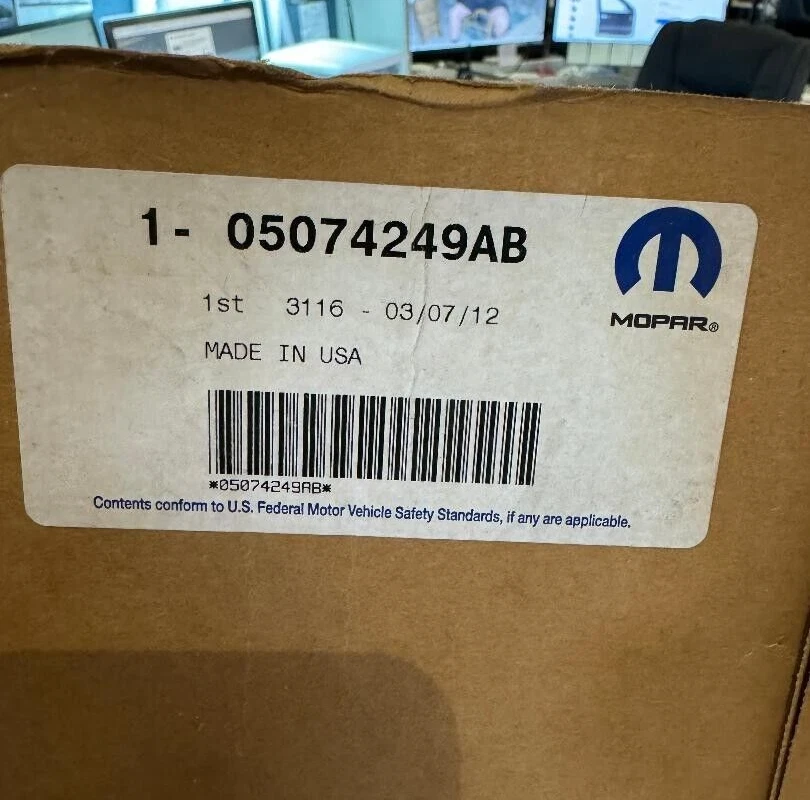 1- 05074249AB
1st 3116 - 03/07/12
MADE IN USA
MOPAR®
*05074249AB*
Contents conform to U.S. Federal Motor Vehicle Safety Standards, if any are applicable.